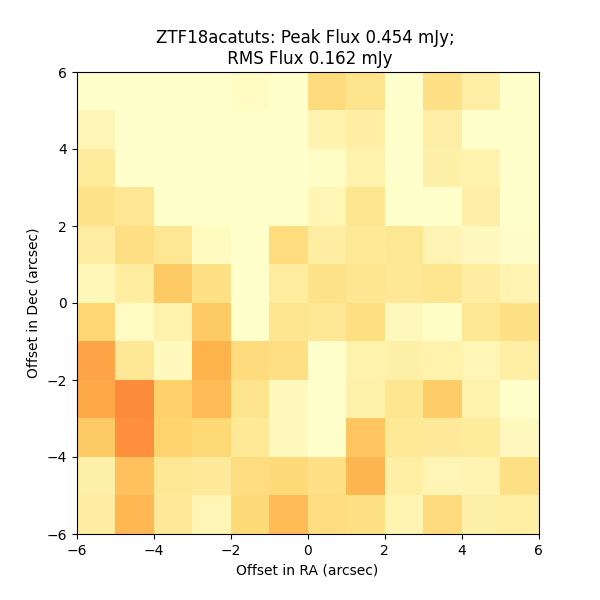 ZTF18acatuts: Peak Flux 0.454 mJy;
RMS Flux 0.162 mJy
6
4
2
0
−2
−4
−6
Offset in Dec (arcsec)
−6 −4 −2 0 2 4 6
Offset in RA (arcsec)